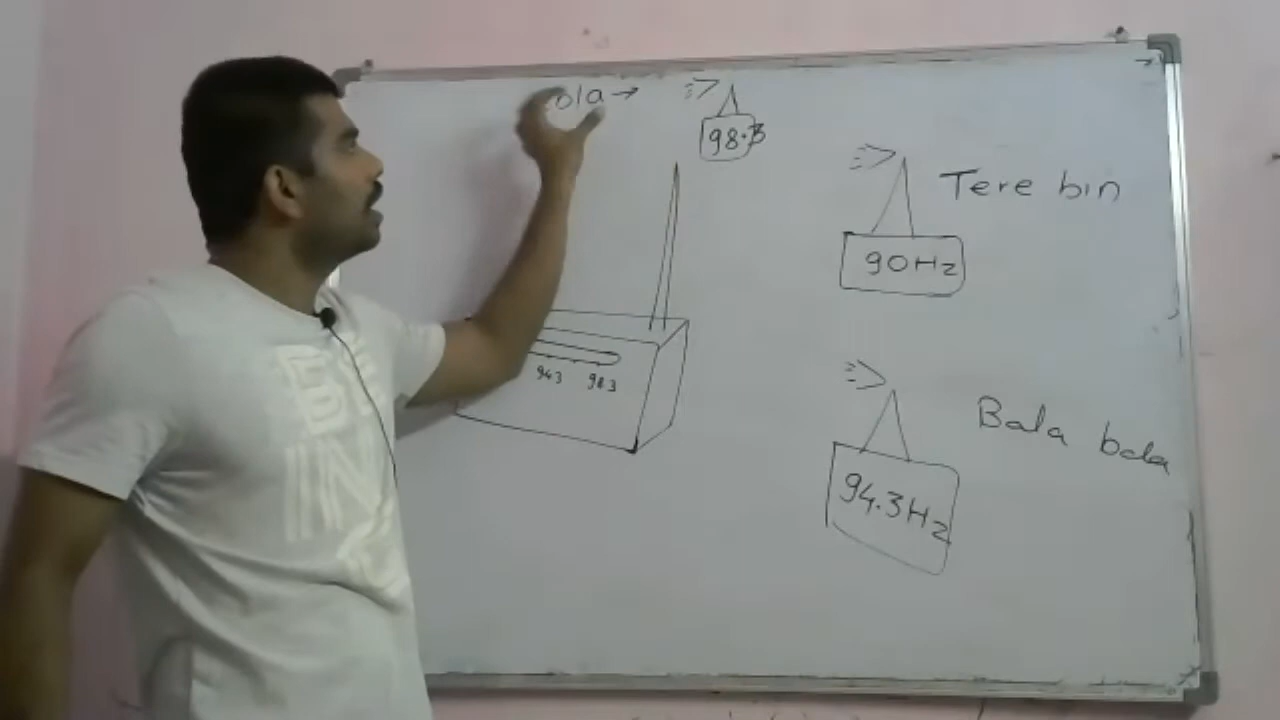 ola →
98.3
Tere bin
90Hz
943 983
Bala bala
94.3Hz